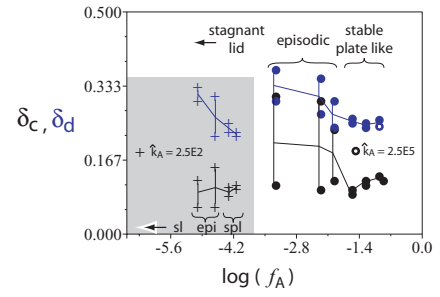 0.500
stagnant lid
episodic
stable plate like
0.333
δc, δd
+ k̂A = 2.5E2
k̂A = 2.5E5
0.167
sl
epi
spl
0.000
-5.6
-4.2
-2.8
-1.4
0.0
log ( fA )